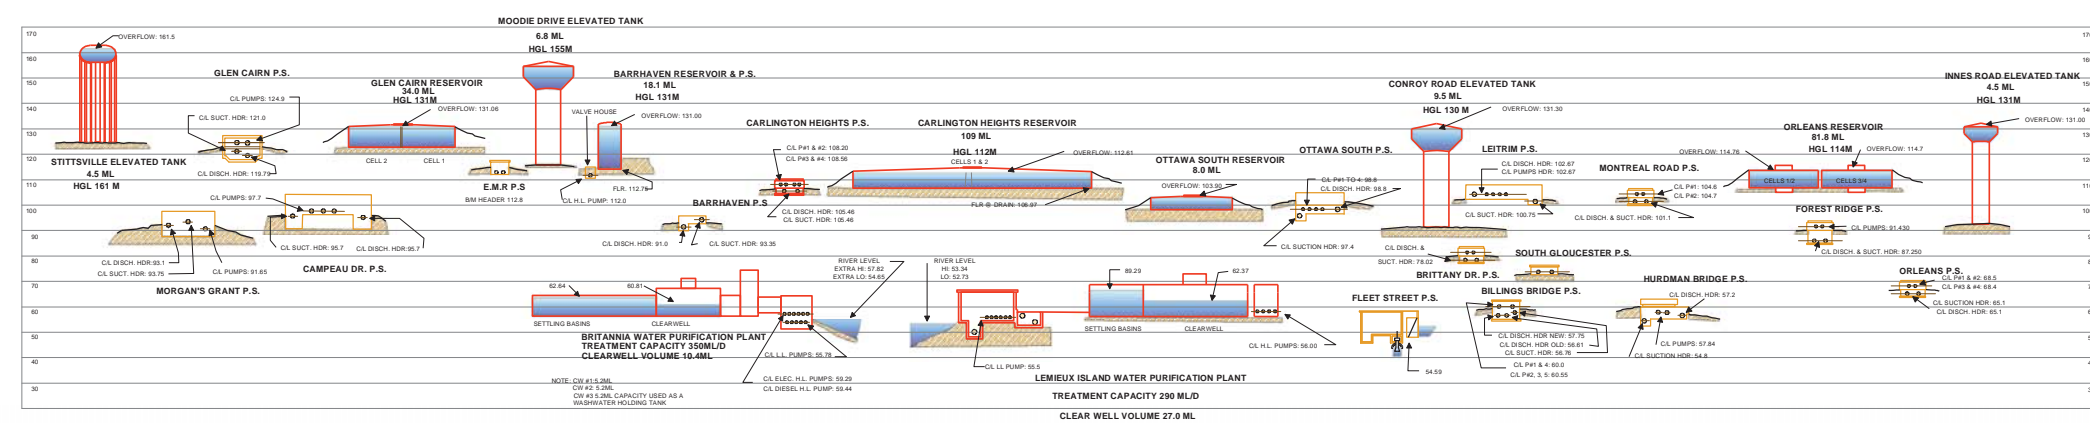 MOODIE DRIVE ELEVATED TANK
6.8 ML
HGL 155M
170
160
150
140
130
120
110
100
90
80
70
60
50
40
30
OVERFLOW: 161.5
STITTSVILLE ELEVATED TANK
4.5 ML
HGL 161 M
GLEN CAIRN P.S.
C/L PUMPS: 124.9
C/L SUCT. HDR: 121.0
C/L DISCH. HDR: 119.79
GLEN CAIRN RESERVOIR
34.0 ML
HGL 131M
OVERFLOW: 131.06
CELL 2
CELL 1
E.M.R P.S
B/M HEADER 112.8
BARRHAVEN RESERVOIR & P.S.
18.1 ML
HGL 131M
VALVE HOUSE
OVERFLOW: 131.00
FLR. 112.75
C/L H.L. PUMP: 112.0
CARLINGTON HEIGHTS P.S.
C/L P#1 & #2: 108.20
C/L P#3 & #4: 108.56
C/L DISCH. HDR: 105.46
C/L SUCT. HDR: 105.46
CARLINGTON HEIGHTS RESERVOIR
109 ML
HGL 112M
CELLS 1 & 2
OVERFLOW: 112.61
FLR @ DRAIN: 105.97
OTTAWA SOUTH RESERVOIR
8.0 ML
OVERFLOW: 103.90
OTTAWA SOUTH P.S.
C/L P#1 TO 4: 98.8
C/L DISCH. HDR: 98.8
C/L SUCTION HDR: 97.4
CONROY ROAD ELEVATED TANK
9.5 ML
HGL 130 M
OVERFLOW: 131.30
LEITRIM P.S.
C/L DISCH. HDR: 102.67
C/L PUMPS HDR: 102.67
C/L SUCT. HDR: 100.75
MONTREAL ROAD P.S.
C/L P#1: 104.6
C/L P#2: 104.7
C/L DISCH. & SUCT. HDR: 101.1
ORLEANS RESERVOIR
81.8 ML
HGL 114M
OVERFLOW: 114.76
OVERFLOW: 114.7
CELLS 1/2
CELLS 3/4
INNES ROAD ELEVATED TANK
4.5 ML
HGL 131M
OVERFLOW: 131.00
FOREST RIDGE P.S.
C/L PUMPS: 91.430
C/L DISCH. & SUCT. HDR: 87.250
C/L PUMPS: 97.7
C/L SUCT. HDR: 95.7
C/L DISCH. HDR:95.7
CAMPEAU DR. P.S.
C/L DISCH. HDR:93.1
C/L SUCT. HDR: 93.75
C/L PUMPS: 91.65
MORGAN'S GRANT P.S.
BARRHAVEN P.S
C/L DISCH. HDR: 91.0
C/L SUCT. HDR: 93.35
62.64
60.81
SETTLING BASINS
CLEARWELL
BRITANNIA WATER PURIFICATION PLANT
TREATMENT CAPACITY 350ML/D
CLEARWELL VOLUME 10.4ML
RIVER LEVEL
EXTRA HI: 57.82
EXTRA LO: 54.65
C/L L.L. PUMPS: 55.78
C/L ELEC. H.L. PUMPS: 59.29
C/L DIESEL H.L. PUMP: 59.44
NOTE: CW #1:5.2ML
CW #2: 5.2ML
CW #3 5.2ML CAPACITY USED AS A
WASHWATER HOLDING TANK
RIVER LEVEL
HI: 53.34
LO: 52.73
C/L LL PUMP: 55.5
89.29
62.37
SETTLING BASINS
CLEARWELL
C/L H.L. PUMPS: 56.00
LEMIEUX ISLAND WATER PURIFICATION PLANT
TREATMENT CAPACITY 290 ML/D
CLEAR WELL VOLUME 27.0 ML
FLEET STREET P.S.
54.59
C/L DISCH. &
SUCT. HDR: 78.02
BRITTANY DR. P.S.
SOUTH GLOUCESTER P.S.
BILLINGS BRIDGE P.S.
C/L DISCH. HDR NEW: 57.75
C/L DISCH. HDR OLD: 56.61
C/L SUCT. HDR: 56.76
C/L P#1 & 4: 60.0
C/L P#2, 3, 5: 60.55
HURDMAN BRIDGE P.S.
C/L DISCH. HDR: 57.2
C/L PUMPS: 57.84
C/L SUCTION HDR: 54.8
ORLEANS P.S.
C/L P#1 & #2: 68.5
C/L P#3 & #4: 68.4
C/L SUCTION HDR: 65.1
C/L DISCH. HDR: 65.1